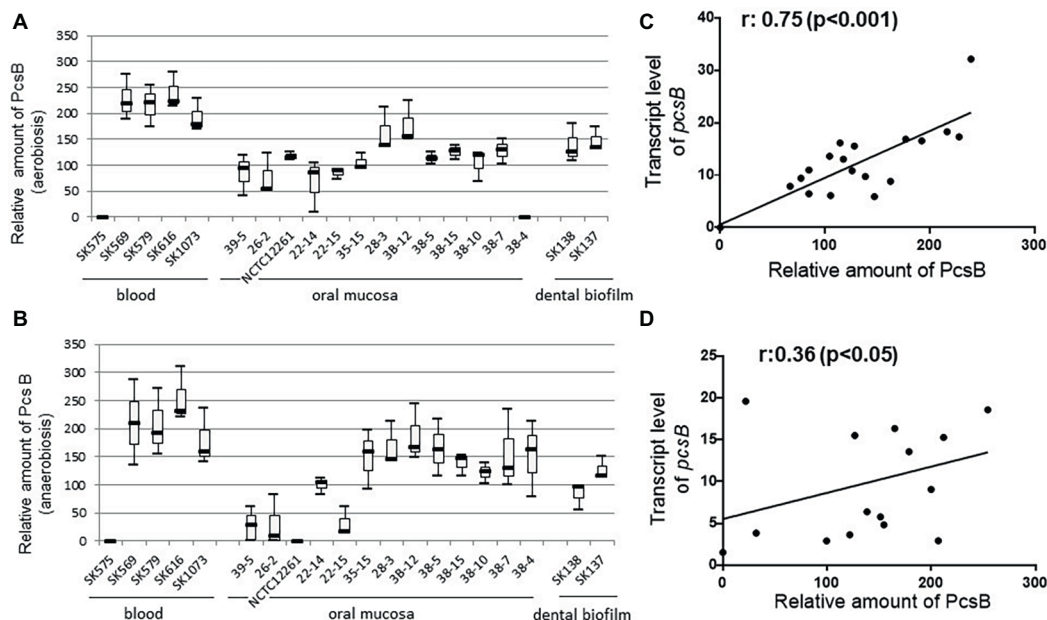 A
Relative amount of PcsB
(aerobiosis)
350
300
250
200
150
100
50
0
SK575
SK569
SK579
SK616
SK1073
39-5
26-2
NCTC12261
22-14
22-15
35-15
28-3
38-12
38-5
38-15
38-10
38-7
38-4
SK138
SK137
blood
oral mucosa
dental biofilm
B
Relative amount of Pcs B
(anaerobiosis)
350
300
250
200
150
100
50
0
SK575
SK569
SK579
SK616
SK1073
39-5
26-2
NCTC12261
22-14
22-15
35-15
28-3
3B-12
38-5
38-15
38-10
38-7
38-4
SK138
SK137
blood
oral mucosa
dental biofilm
C
r: 0.75 (p<0.001)
Transcript level
of pcsB
40
30
20
10
0
0
100
200
300
Relative amount of PcsB
D
r:0.36 (p<0.05)
Transcript level
of pcsB
25
20
15
10
5
0
0
100
200
300
Relative amount of PcsB